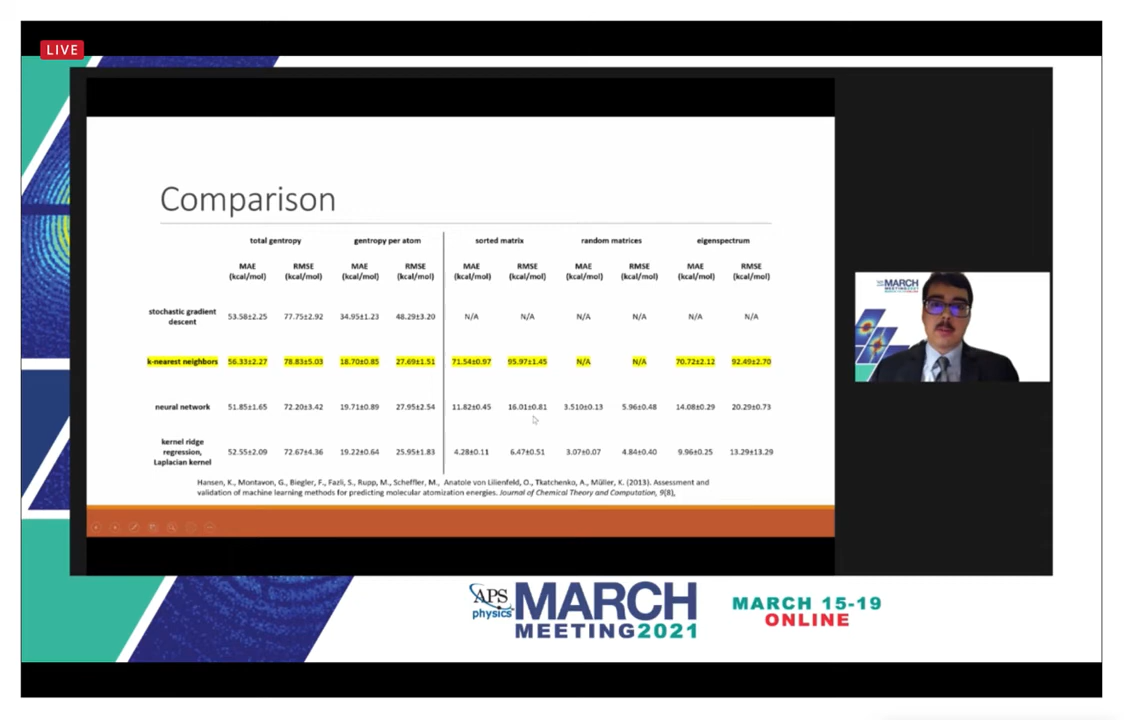 LIVE
Comparison
total gentropy gentropy per atom sorted matrix random matrices eigenspectrum
MAE RMSE MAE RMSE MAE RMSE MAE RMSE MAE RMSE
(kcal/mol) (kcal/mol) (kcal/mol) (kcal/mol) (kcal/mol) (kcal/mol) (kcal/mol) (kcal/mol) (kcal/mol) (kcal/mol)
stochastic gradient
descent 53.58±2.25 77.75±2.92 34.95±1.23 48.29±3.20 N/A N/A N/A N/A N/A N/A
k-nearest neighbors 56.33±2.27 78.83±5.03 18.70±0.85 27.69±1.51 71.54±0.97 95.97±1.45 N/A N/A 70.72±2.12 92.49±2.70
neural network 51.85±1.65 72.20±3.42 19.71±0.89 27.95±2.54 11.82±0.45 16.01±0.81 3.510±0.13 5.96±0.48 14.08±0.29 20.29±0.73
kernel ridge
regression, 52.55±2.09 72.67±4.36 19.22±0.64 25.95±1.83 4.28±0.11 6.47±0.51 3.07±0.07 4.84±0.40 9.96±0.25 13.29±13.29
Laplacian kernel
Hansen, K., Montavon, G., Biegler, F., Fazli, S., Rupp, M., Scheffler, M., Anatole von Lilienfeld, O., Tkatchenko, A., Müller, K. (2013). Assessment and
validation of machine learning methods for predicting molecular atomization energies. Journal of Chemical Theory and Computation, 9(8),
MARCH
MEETING2021
APS
physics
MARCH
MEETING2021
MARCH 15-19
ONLINE